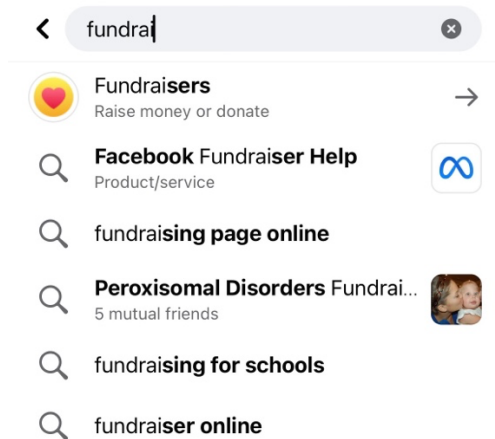 fundrai
Fundraisers
Raise money or donate
Facebook Fundraiser Help
Product/service
fundraising page online
Peroxisomal Disorders Fundrai...
5 mutual friends
fundraising for schools
fundraiser online